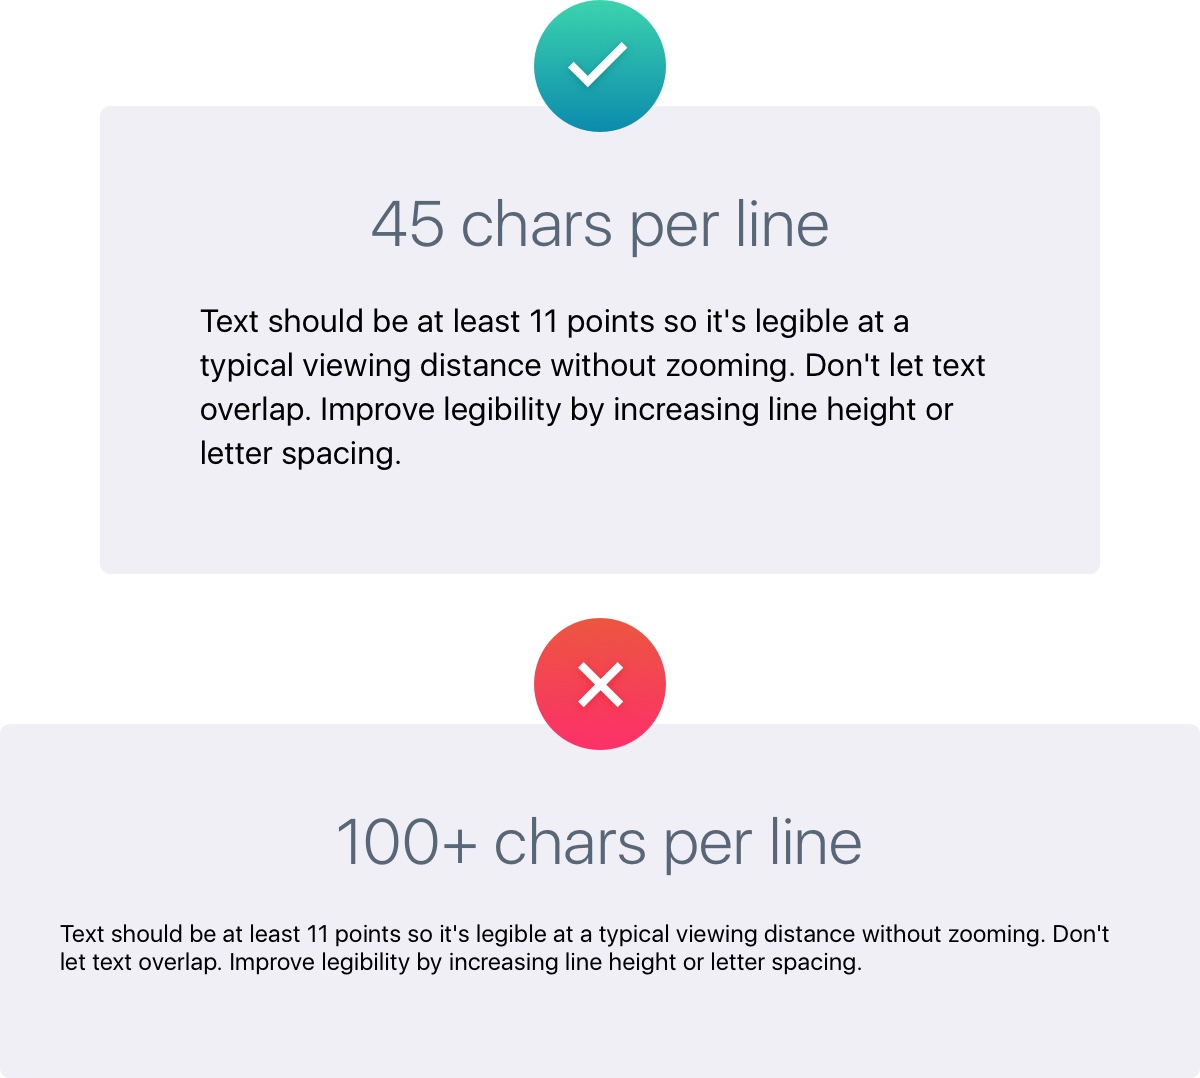 45 chars per line
Text should be at least 11 points so it's legible at a
typical viewing distance without zooming. Don't let text
overlap. Improve legibility by increasing line height or
letter spacing.
100+ chars per line
Text should be at least 11 points so it's legible at a typical viewing distance without zooming. Don't
let text overlap. Improve legibility by increasing line height or letter spacing.